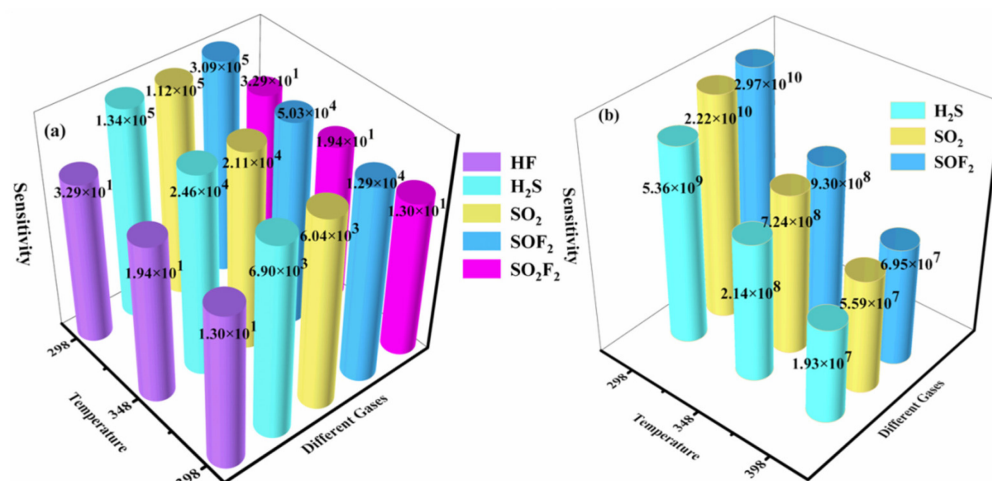 (a)
3.29×10¹
1.34×10⁵
1.12×10⁵
3.09×10⁵
3.29×10¹
1.94×10¹
2.46×10⁴
2.11×10⁴
5.03×10⁴
1.94×10¹
1.30×10¹
6.90×10³
6.04×10³
1.29×10⁴
1.30×10¹
Sensitivity
298
348
398
Temperature
Different Gases
HF
H₂S
SO₂
SOF₂
SO₂F₂
(b)
5.36×10⁹
2.22×10¹⁰
2.97×10¹⁰
2.14×10⁸
7.24×10⁸
9.30×10⁸
1.93×10⁷
5.59×10⁷
6.95×10⁷
Sensitivity
298
348
398
Temperature
Different Gases
H₂S
SO₂
SOF₂